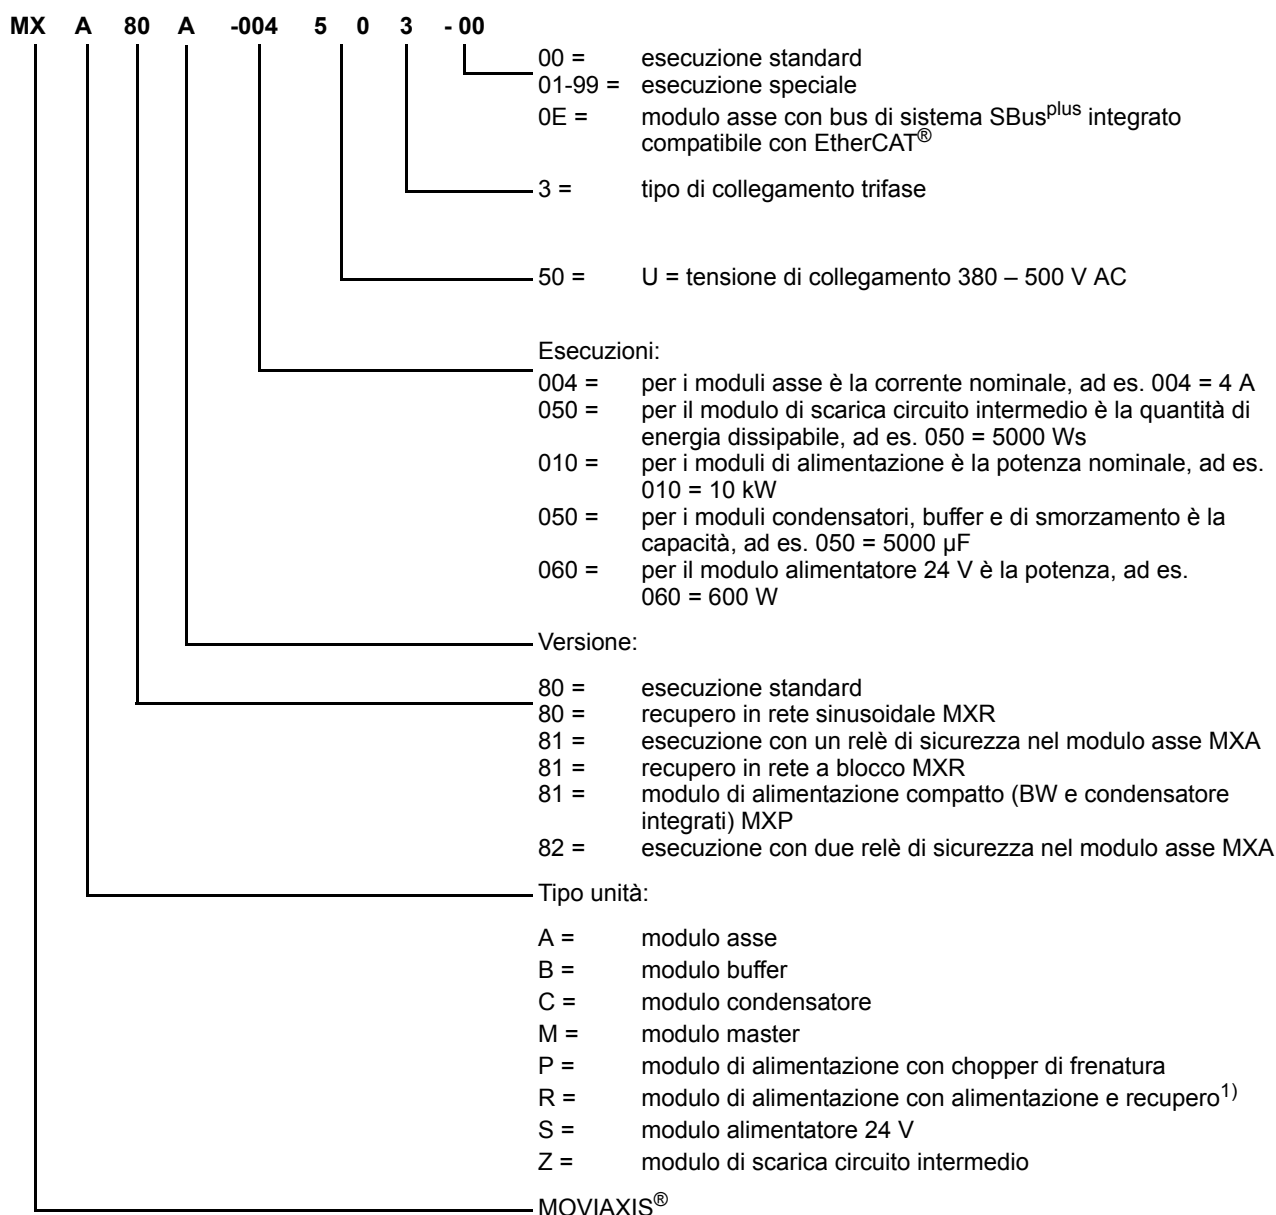 MX A 80 A -004 5 0 3 - 00
00 = esecuzione standard
01-99 = esecuzione speciale
0E = modulo asse con bus di sistema SBusplus integrato
compatibile con EtherCAT®
3 = tipo di collegamento trifase
50 = U = tensione di collegamento 380 – 500 V AC
Esecuzioni:
004 = per i moduli asse è la corrente nominale, ad es. 004 = 4 A
050 = per il modulo di scarica circuito intermedio è la quantità di
energia dissipabile, ad es. 050 = 5000 Ws
010 = per i moduli di alimentazione è la potenza nominale, ad es.
010 = 10 kW
050 = per i moduli condensatori, buffer e di smorzamento è la
capacità, ad es. 050 = 5000 µF
060 = per il modulo alimentatore 24 V è la potenza, ad es.
060 = 600 W
Versione:
80 = esecuzione standard
80 = recupero in rete sinusoidale MXR
81 = esecuzione con un relè di sicurezza nel modulo asse MXA
81 = recupero in rete a blocco MXR
81 = modulo di alimentazione compatto (BW e condensatore
integrati) MXP
82 = esecuzione con due relè di sicurezza nel modulo asse MXA
Tipo unità:
A = modulo asse
B = modulo buffer
C = modulo condensatore
M = modulo master
P = modulo di alimentazione con chopper di frenatura
R = modulo di alimentazione con alimentazione e recupero1)
S = modulo alimentatore 24 V
Z = modulo di scarica circuito intermedio
MOVIAXIS®